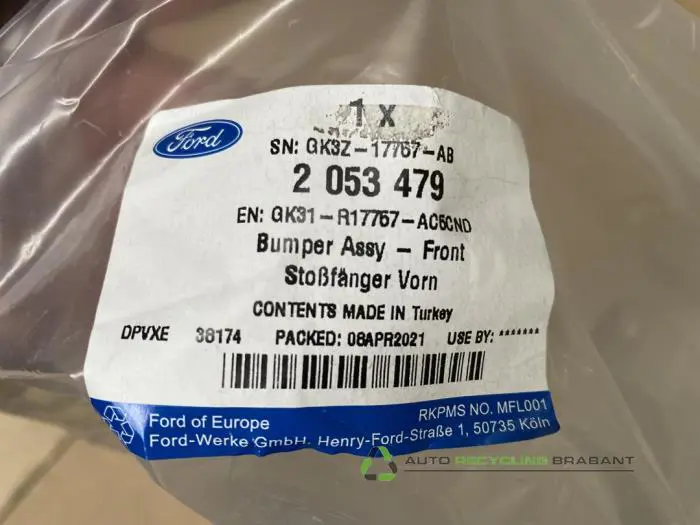 Ford
1 x
SN: GK3Z-17757-AB
2 053 479
EN: GK31-R17757-AC5CND
Bumper Assy - Front
Stoßfänger Vorn
CONTENTS MADE IN Turkey
DPVXE 38174 PACKED: 08APR2021 USE BY: *******
Ford of Europe RKPMS NO. MFL001
Ford-Werke GmbH, Henry-Ford-Straße 1, 50735 Köln
AUTO RECYCLING BRABANT